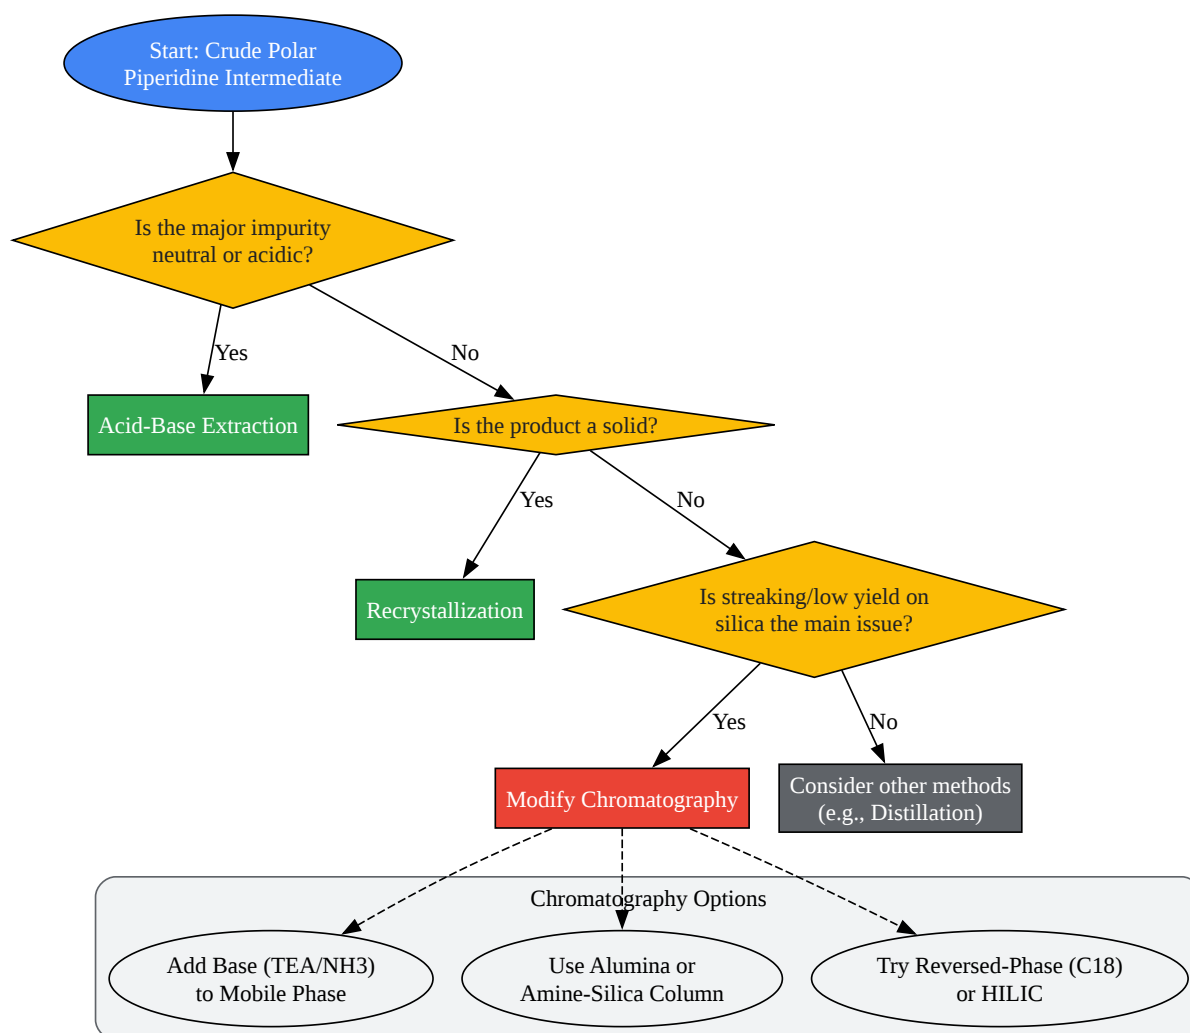 Start: Crude Polar
Piperidine Intermediate
Is the major impurity
neutral or acidic?
Yes
No
Acid-Base Extraction
Is the product a solid?
Yes
No
Recrystallization
Is streaking/low yield on
silica the main issue?
Yes
No
Modify Chromatography
Consider other methods
(e.g., Distillation)
Chromatography Options
Add Base (TEA/NH3)
to Mobile Phase
Use Alumina or
Amine-Silica Column
Try Reversed-Phase (C18)
or HILIC